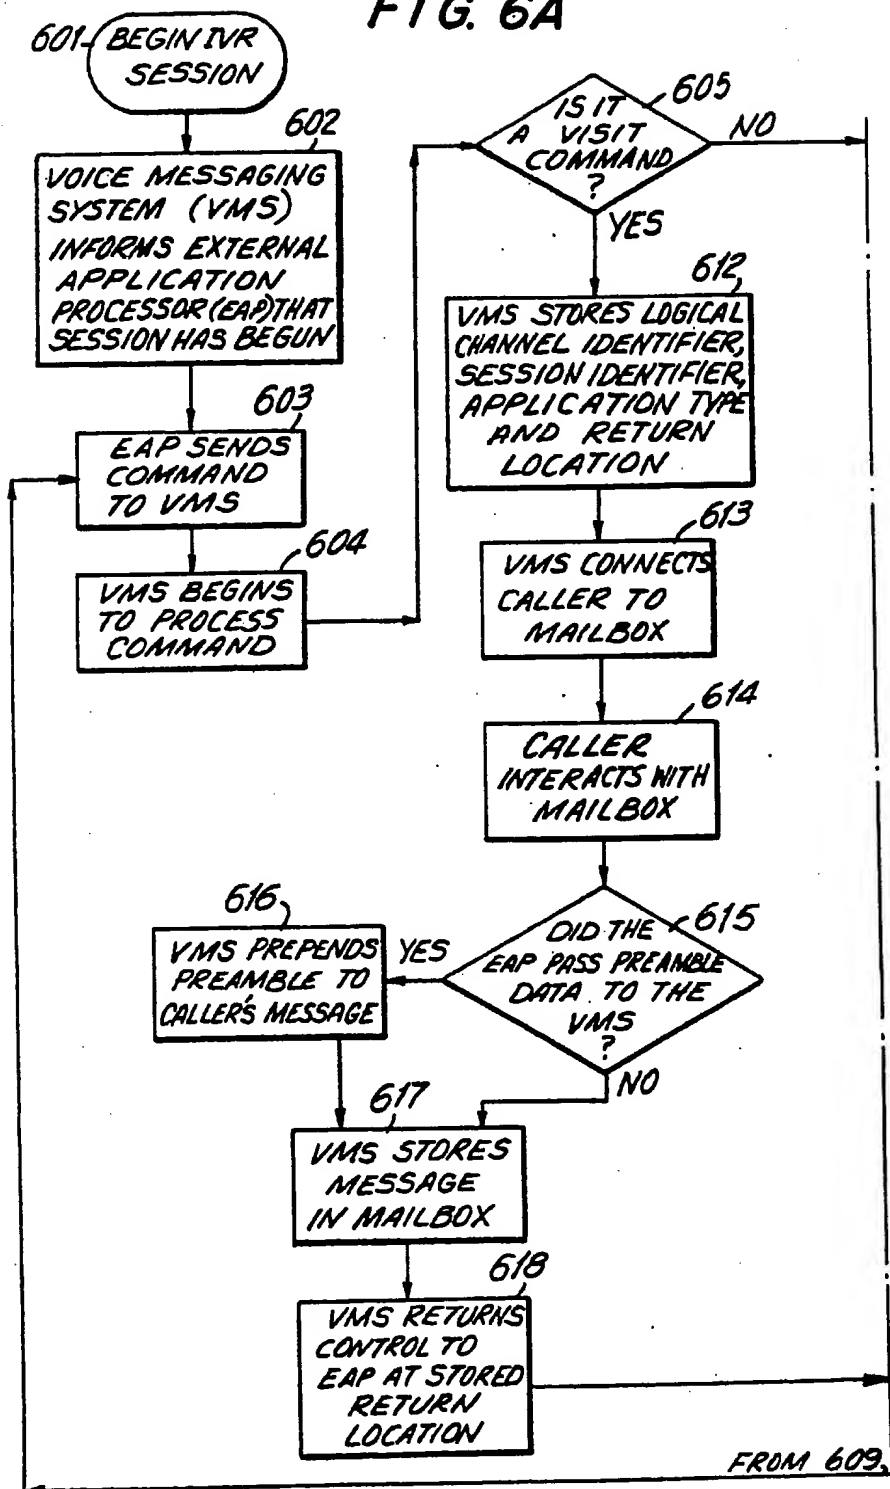 FIG. 6A
601
BEGIN IVR
SESSION
602
VOICE MESSAGING
SYSTEM (VMS)
INFORMS EXTERNAL
APPLICATION
PROCESSOR (EAP) THAT
SESSION HAS BEGUN
603
EAP SENDS
COMMAND
TO VMS
604
VMS BEGINS
TO PROCESS
COMMAND
605
IS IT
A VISIT
COMMAND
?
NO
YES
612
VMS STORES LOGICAL
CHANNEL IDENTIFIER,
SESSION IDENTIFIER,
APPLICATION TYPE
AND RETURN
LOCATION
613
VMS CONNECTS
CALLER TO
MAILBOX
614
CALLER
INTERACTS WITH
MAILBOX
615
DID THE
EAP PASS PREAMBLE
DATA TO THE
VMS
?
YES
NO
616
VMS PREPENDS
PREAMBLE TO
CALLER'S MESSAGE
617
VMS STORES
MESSAGE
IN MAILBOX
618
VMS RETURNS
CONTROL TO
EAP AT STORED
RETURN
LOCATION
FROM 609